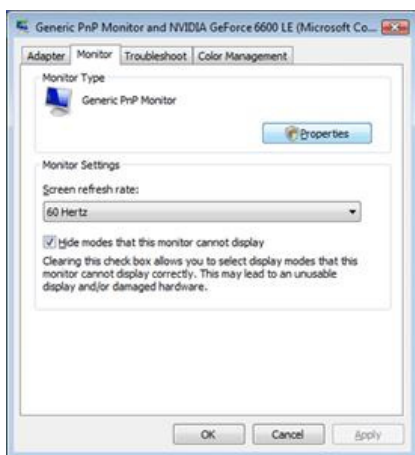 Generic PnP Monitor and NVIDIA GeForce 6600 LE (Microsoft Co...
Adapter Monitor Troubleshoot Color Management
Monitor Type
Generic PnP Monitor
Properties
Monitor Settings
Screen refresh rate:
60 Hertz
Hide modes that this monitor cannot display
Clearing this check box allows you to select display modes that this
monitor cannot display correctly. This may lead to an unusable
display and/or damaged hardware.
OK Cancel Apply